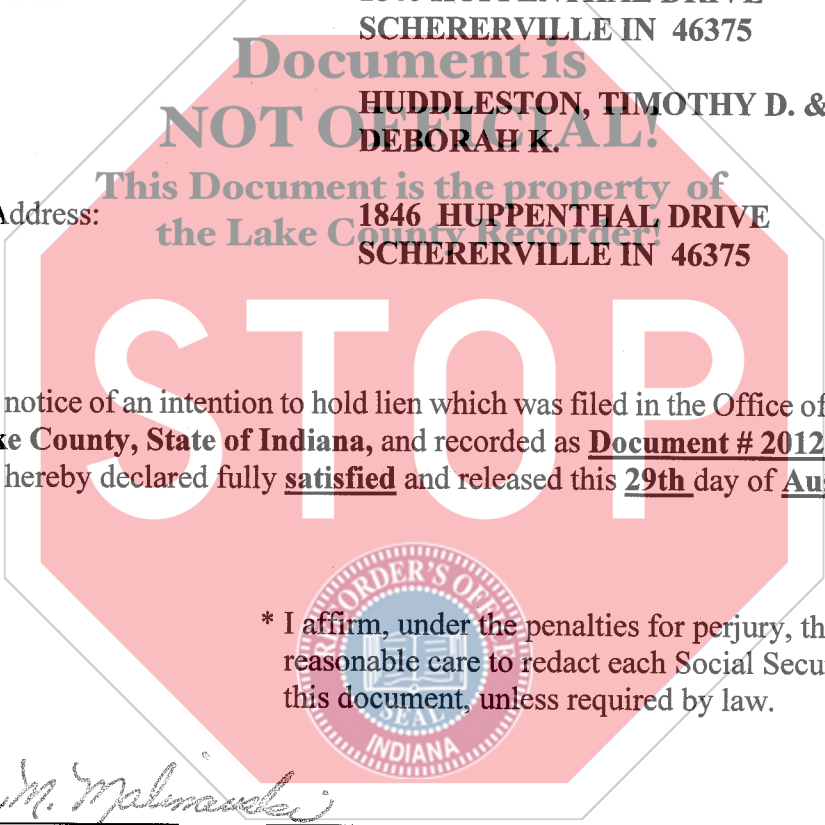 SCHERERVILLE IN 46375
Document is
HUDDLESTON, TIMOTHY D. &
NOT OFFICIAL!
DEBORAH K.
This Document is the property of
Address: 1846 HUPPENTHAL DRIVE
the Lake County Recorder!
SCHERERVILLE IN 46375
STOP
notice of an intention to hold lien which was filed in the Office of
ke County, State of Indiana, and recorded as Document # 2012
hereby declared fully satisfied and released this 29th day of Au
RECORDER'S OFFICE
* I affirm, under the penalties for perjury, th
reasonable care to redact each Social Secu
this document, unless required by law.
SEAL
INDIANA
M. Malinowski